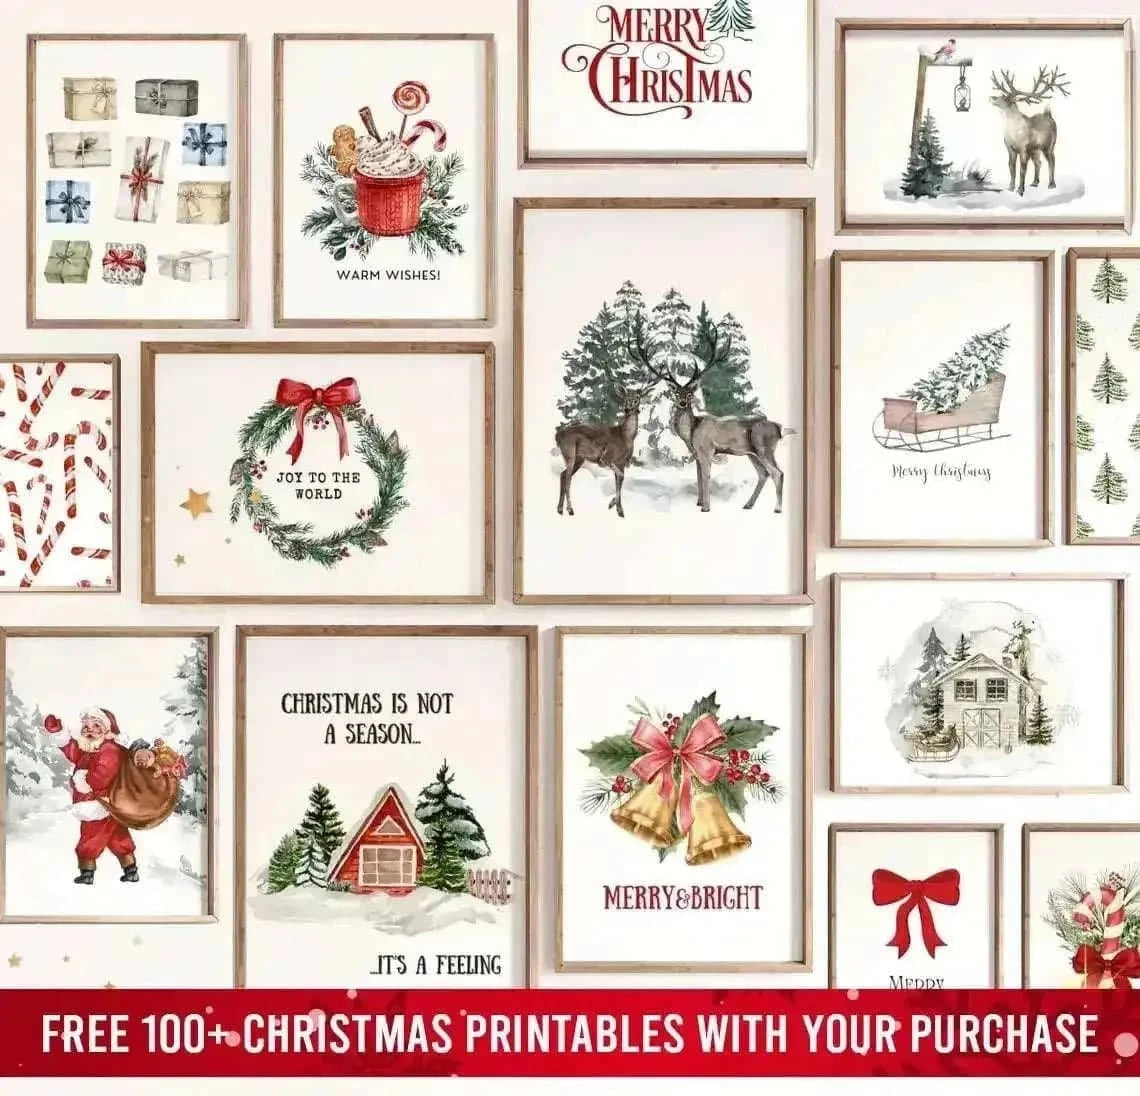 MERRY
CHRISTMAS
WARM WISHES!
JOY TO THE
WORLD
Merry Christmas
CHRISTMAS IS NOT
A SEASON...
...IT'S A FEELING
MERRY&BRIGHT
MERRY
FREE 100+ CHRISTMAS PRINTABLES WITH YOUR PURCHASE